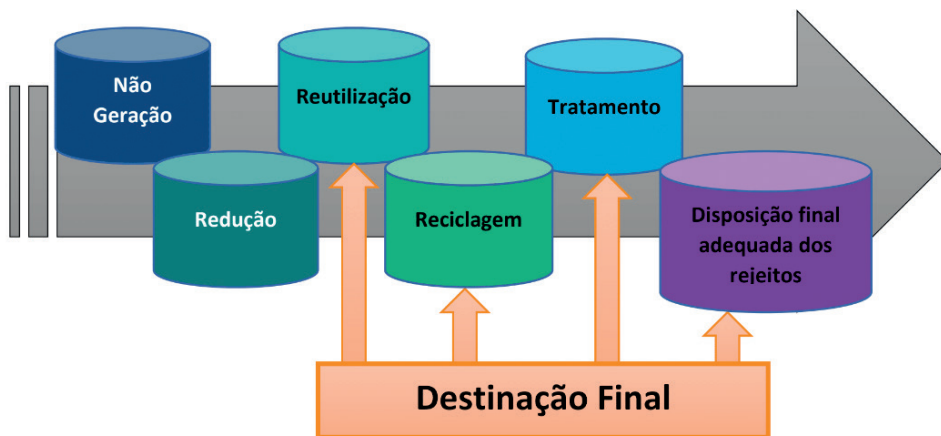 Não
Geração
Redução
Reutilização
Reciclagem
Tratamento
Disposição final
adequada dos
rejeitos
Destinação Final